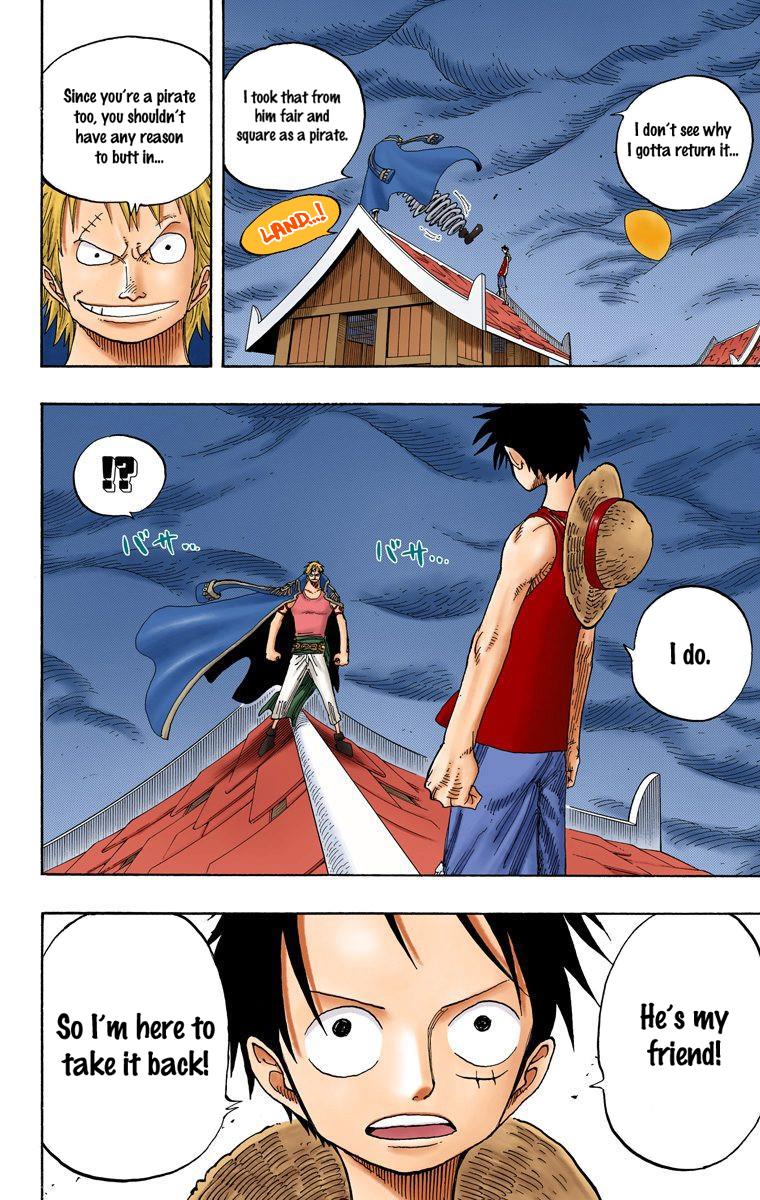 I don't see why
I gotta return it...
I took that from
him fair and
square as a pirate.
LAND...!
Since you're a pirate
too, you shouldn't
have any reason
to butt in...
I do.
!?
バサ...
バサ...
He's my
friend!
So I'm here to
take it back!